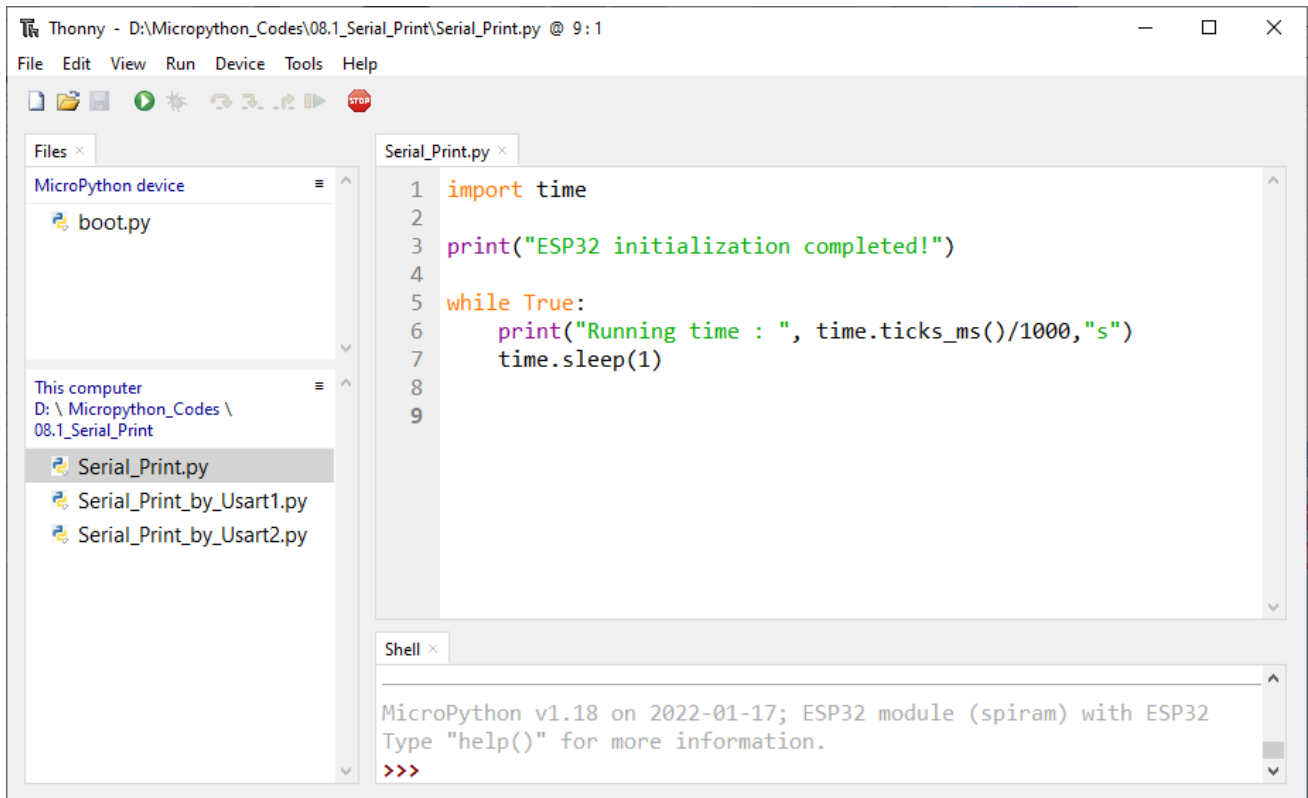 Thonny - D:\Micropython_Codes\08.1_Serial_Print\Serial_Print.py @ 9:1
File Edit View Run Device Tools Help
STOP
Files
MicroPython device
boot.py
This computer
D: \ Micropython_Codes \
08.1_Serial_Print
Serial_Print.py
Serial_Print_by_Usart1.py
Serial_Print_by_Usart2.py
Serial_Print.py
1 import time
2
3 print("ESP32 initialization completed!")
4
5 while True:
6     print("Running time : ", time.ticks_ms()/1000,"s")
7     time.sleep(1)
8
9
Shell
MicroPython v1.18 on 2022-01-17; ESP32 module (spiram) with ESP32
Type "help()" for more information.
>>>